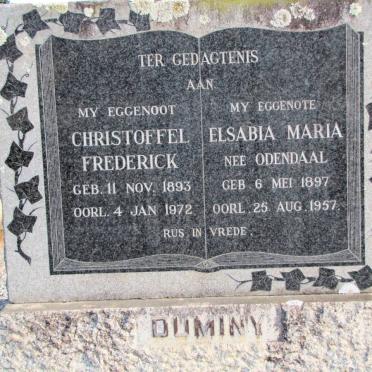 TER GEDAGTENIS
AAN
MY EGGENOOT
CHRISTOFFEL
FREDERICK
GEB. 11 NOV. 1893
OORL. 4 JAN 1972
MY EGGENOTE
ELSABIA MARIA
NEE ODENDAAL
GEB 6 MEI 1897
OORL. 25 AUG. 1957
RUS IN VREDE.
DUMINY